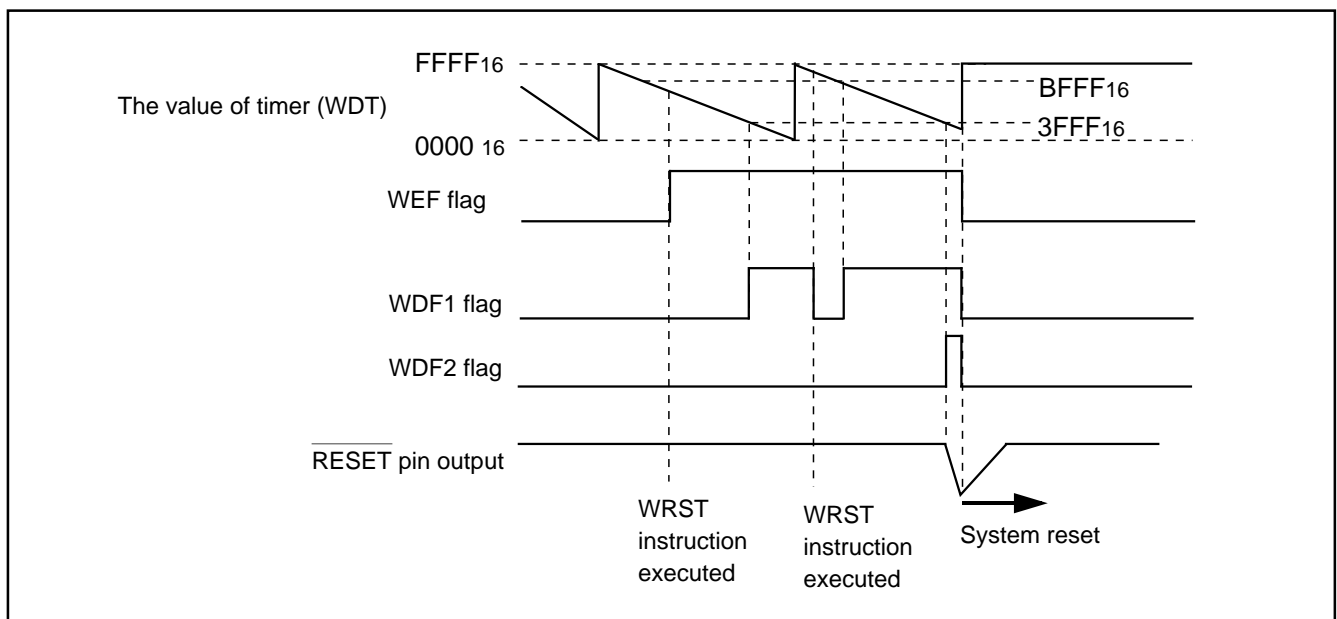 FFFF16
BFFF16
The value of timer (WDT)
3FFF16
0000 16
WEF flag
WDF1 flag
WDF2 flag
RESET pin output
WRST
instruction
executed
WRST
instruction
executed
System reset